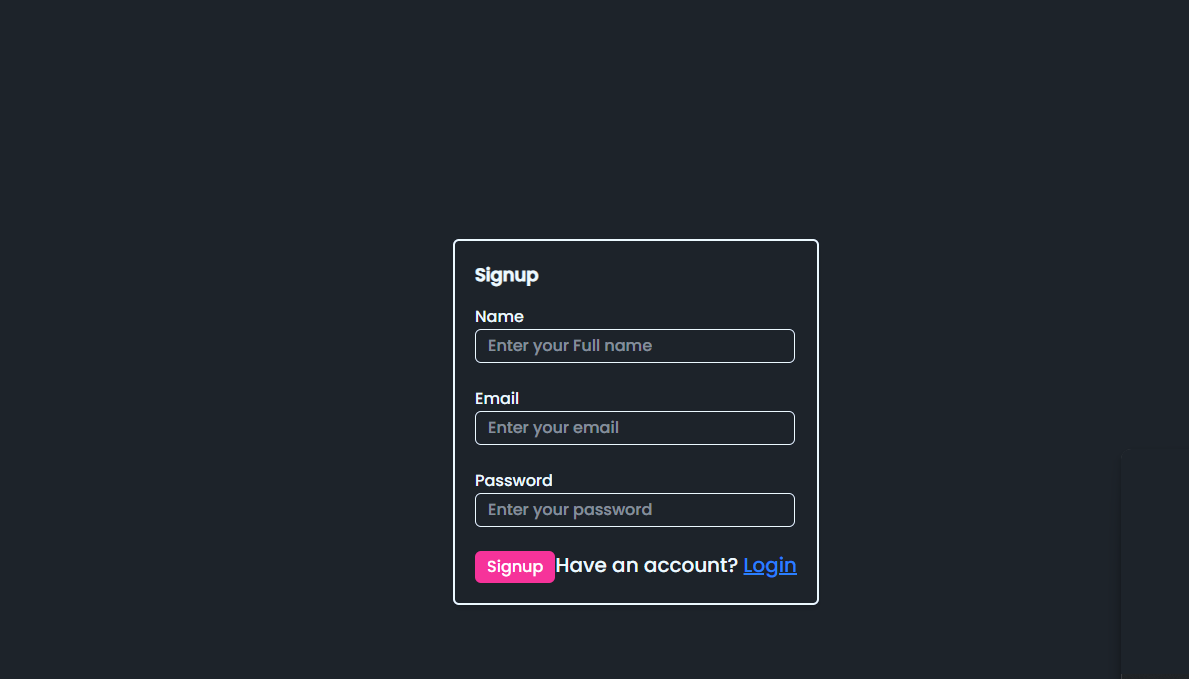 Signup
Name
Enter your Full name
Email
Enter your email
Password
Enter your password
Signup Have an account? Login